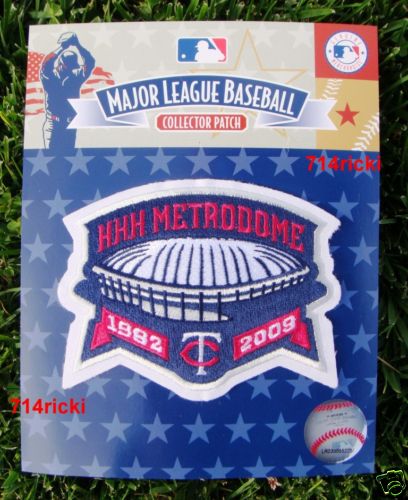 MAJOR LEAGUE BASEBALL
COLLECTOR PATCH
714ricki
HHH METRODOME
1982
2009
TC
714ricki